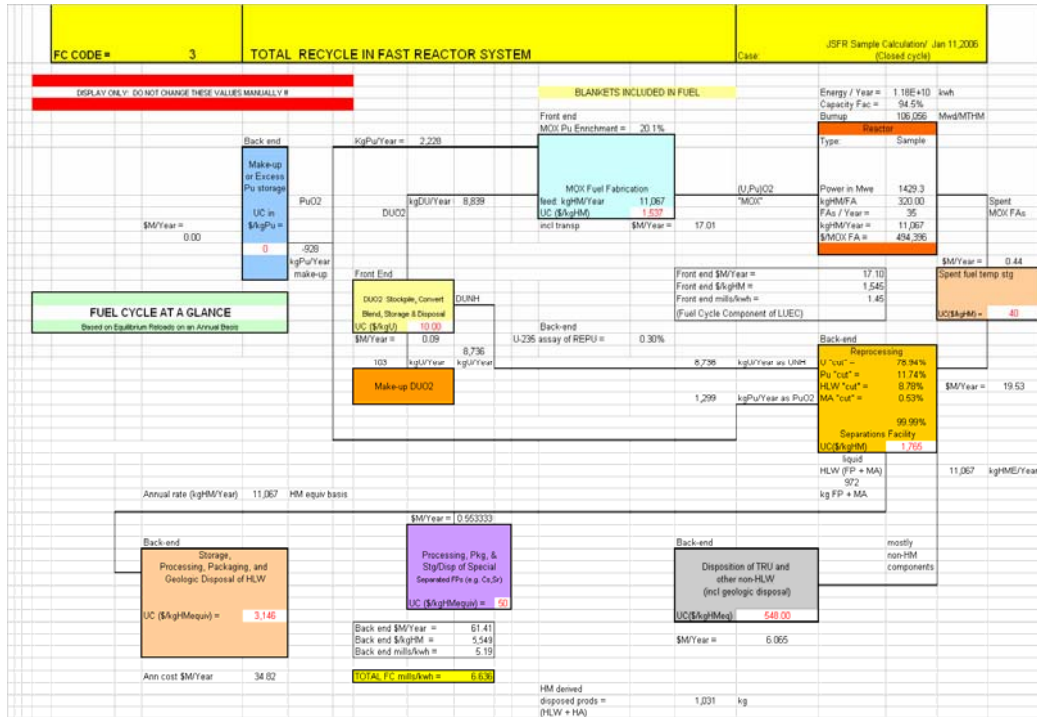 FC CODE = 3 TOTAL RECYCLE IN FAST REACTOR SYSTEM Case: JSFR Sample Calculation/ Jan 11,2006
(Closed cycle)
DISPLAY ONLY: DO NOT CHANGE THESE VALUES MANUALLY !!
BLANKETS INCLUDED IN FUEL
Energy / Year = 1.18E+10 kwh
Capacity Fac = 94.5%
Burnup 106,056 Mwd/MTHM
Front end
MOX Pu Enrichment = 20.1%
Back end
KgPu/Year = 2,228
Reactor
Type: Sample
Make-up
or Excess
Pu storage
UC in
$/kgPu =
0
PuO2
$M/Year =
0.00
-928
kgPu/Year
make-up
DUO2
kgDU/Year 8,839
MOX Fuel Fabrication
feed: kgHM/Year 11,067
UC ($/kgHM) 1,537
incl transp $M/Year = 17.01
(U,Pu)O2
"MOX"
Power in Mwe 1429.3
kgHM/FA 320.00
FAs / Year = 35
kgHM/Year = 11,067
$/MOX FA = 494,396
Spent
MOX FAs
$M/Year = 0.44
Spent fuel temp stg
UC($/kgHM) = 40
Front End
DUO2 Stockpile, Convert
Blend, Storage & Disposal
UC ($/kgU) 10.00
$M/Year = 0.09
DUNH
Front end $M/Year = 17.10
Front end $/kgHM = 1,545
Front end mills/kwh = 1.45
(Fuel Cycle Component of LUEC)
FUEL CYCLE AT A GLANCE
Based on Equilibrium Reloads on an Annual Basis
Back-end
U-235 assay of REPU = 0.30%
8,736
103 kgU/Year kgU/Year
Make-up DUO2
8,736 kgU/Year as UNH
1,299 kgPu/Year as PuO2
Back-end
Reprocessing
U "cut" = 78.94%
Pu "cut" = 11.74%
HLW "cut" = 8.78%
MA "cut" = 0.53%
99.99%
Separations Facility
UC($/kgHM) 1,765
$M/Year = 19.53
liquid
HLW (FP + MA)
972
kg FP + MA
11,067 kgHME/Year
Annual rate (kgHM/Year) 11,067 HM equiv basis
$M/Year = 0.553333
Back-end
Storage,
Processing, Packaging, and
Geologic Disposal of HLW
UC ($/kgHMequiv) = 3,146
Processing, Pkg, &
Stg/Disp of Special
Separated FPs (e.g. Cs,Sr)
UC ($/kgHMequiv) = 50
Back-end
Disposition of TRU and
other non-HLW
(incl geologic disposal)
UC($/kgHMeq) 548.00
mostly
non-HM
components
Back end $M/Year = 61.41
Back end $/kgHM = 5,549
Back end mills/kwh = 5.19
$M/Year = 6.065
Ann cost $M/Year 34.82
TOTAL FC mills/kwh = 6.636
HM derived
disposed prods = 1,031 kg
(HLW + HA)